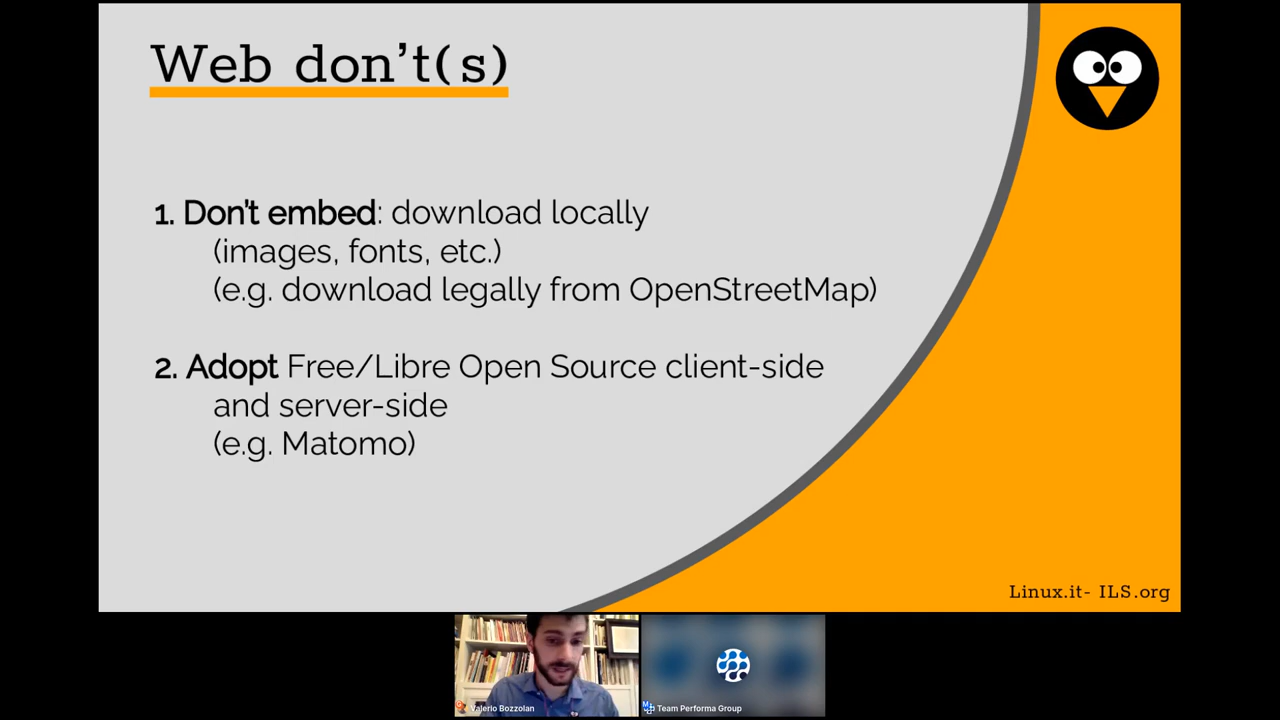 Web don't(s)
1. Don't embed: download locally
(images, fonts, etc.)
(e.g. download legally from OpenStreetMap)
2. Adopt Free/Libre Open Source client-side
and server-side
(e.g. Matomo)
Linux.it- ILS.org
Valerio Bozzolan
Team Performa Group